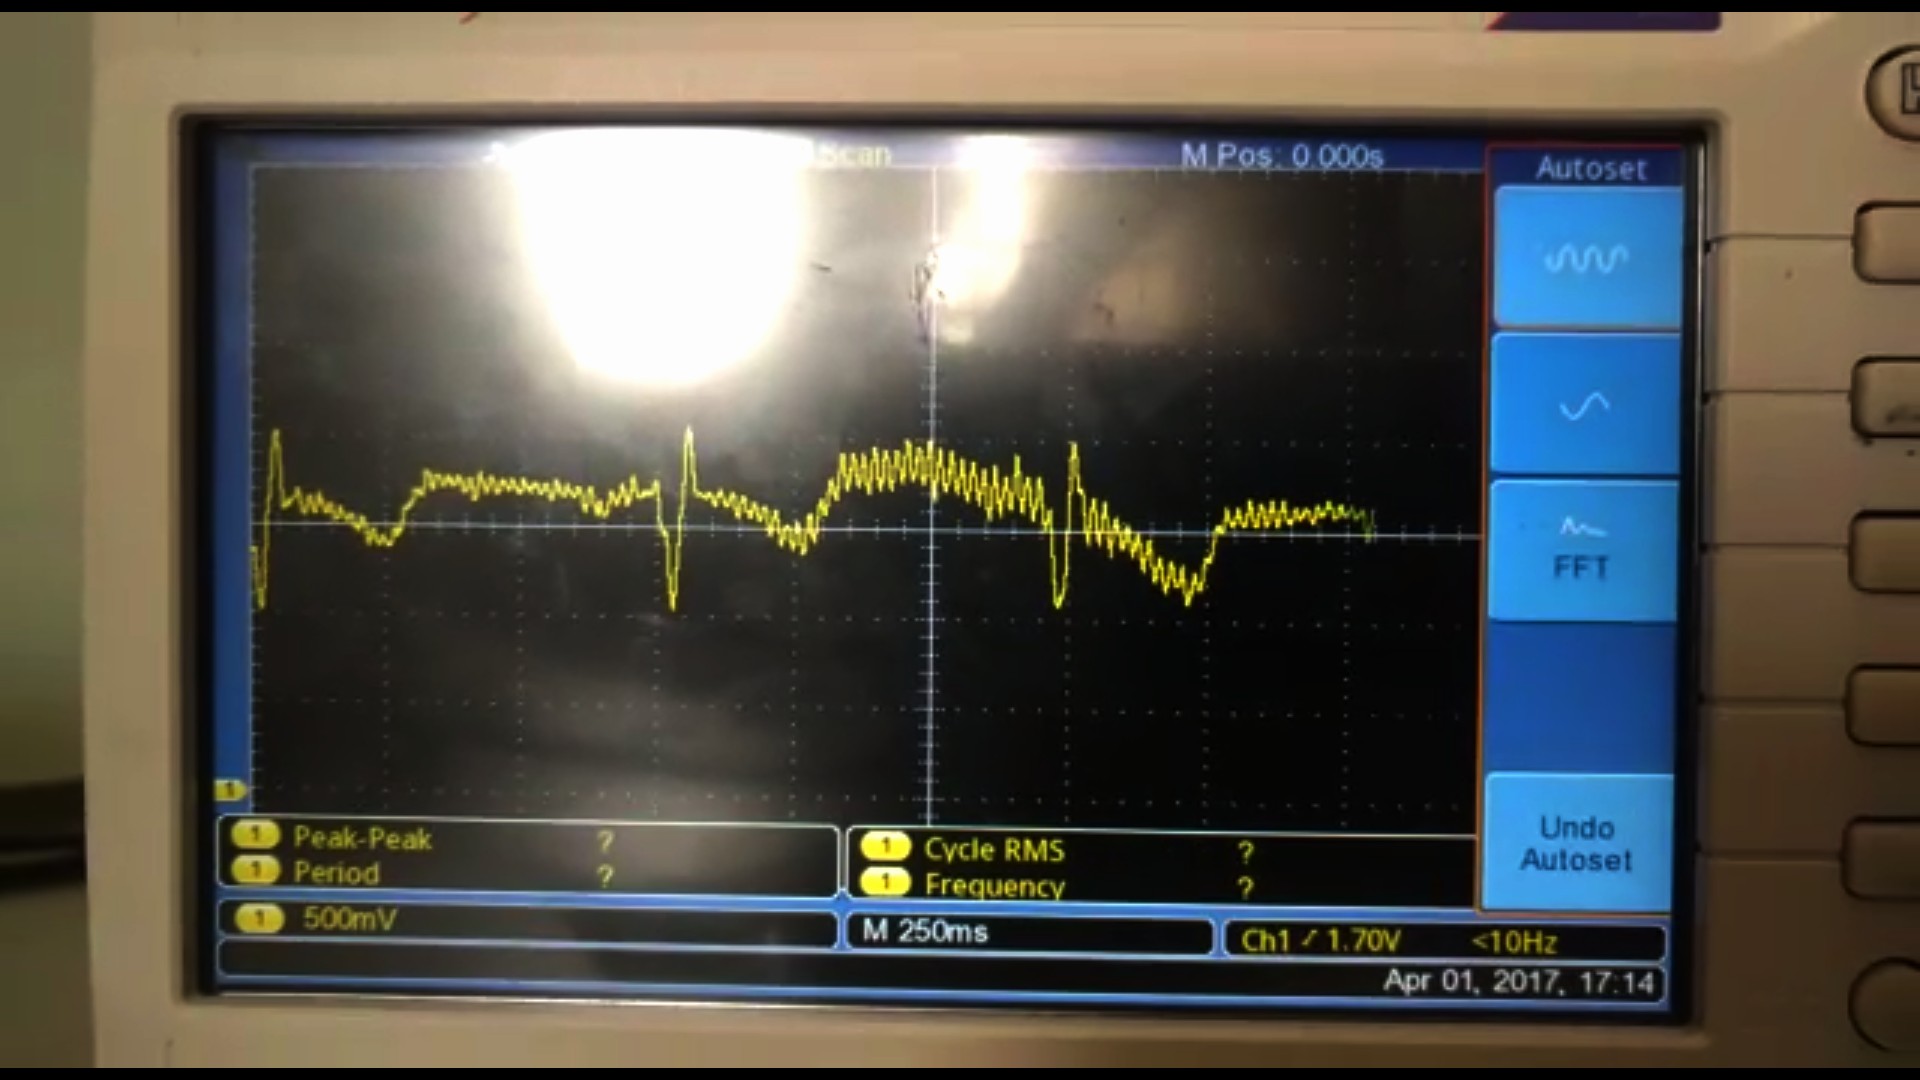 Scan M Pos: 0.000s
Autoset
FFT
Undo
Autoset
1
1 Peak-Peak ?
1 Period ?
1 Cycle RMS ?
1 Frequency ?
1 500mV
M 250ms
Ch1 1.70V <10Hz
Apr 01, 2017, 17:14